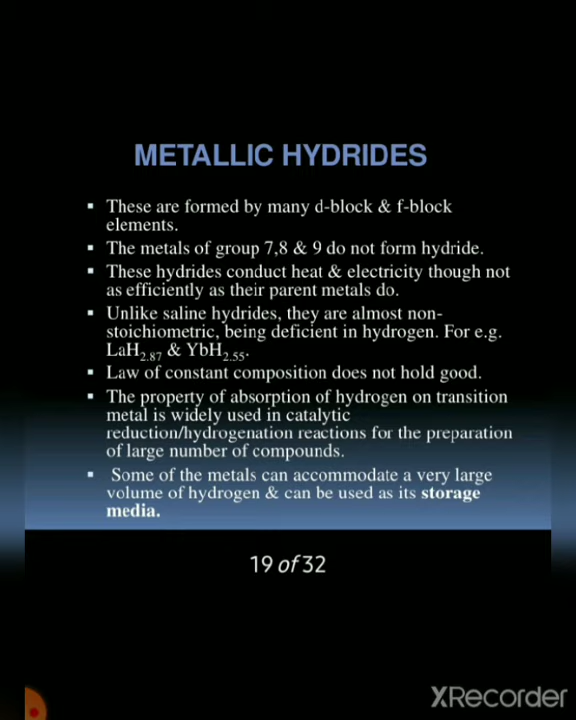 METALLIC HYDRIDES
▪ These are formed by many d-block & f-block
elements.
▪ The metals of group 7,8 & 9 do not form hydride.
▪ These hydrides conduct heat & electricity though not
as efficiently as their parent metals do.
▪ Unlike saline hydrides, they are almost non-
stoichiometric, being deficient in hydrogen. For e.g.
LaH₂.₈₇ & YbH₂.₅₅.
▪ Law of constant composition does not hold good.
▪ The property of absorption of hydrogen on transition
metal is widely used in catalytic
reduction/hydrogenation reactions for the preparation
of large number of compounds.
▪ Some of the metals can accommodate a very large
volume of hydrogen & can be used as its storage
media.
19 of 32
XRecorder